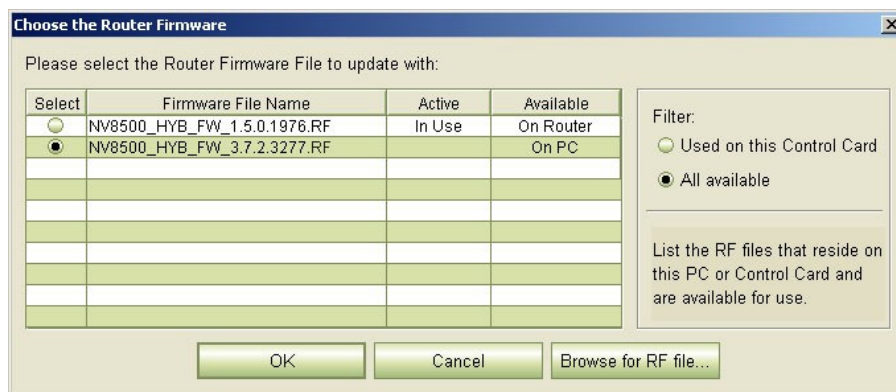 Choose the Router Firmware
Please select the Router Firmware File to update with:
Select Firmware File Name Active Available
NV8500_HYB_FW_1.5.0.1976.RF In Use On Router
NV8500_HYB_FW_3.7.2.3277.RF On PC
Filter:
Used on this Control Card
All available
List the RF files that reside on
this PC or Control Card and
are available for use.
OK Cancel Browse for RF file...